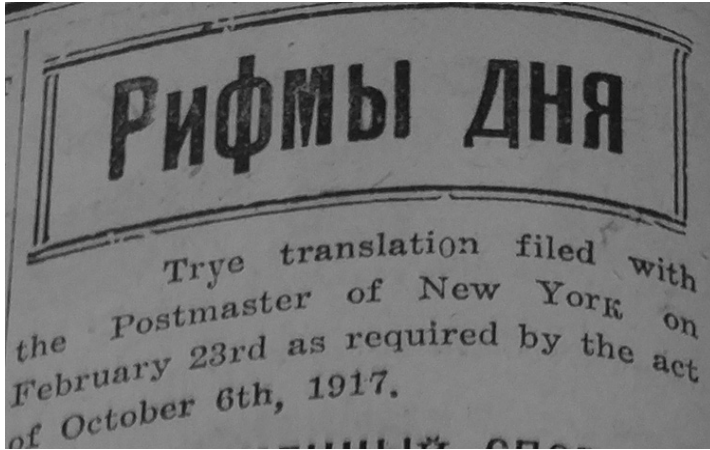 Рифмы дня
Trye translation filed with
the Postmaster of New York on
February 23rd as required by the act
of October 6th, 1917.